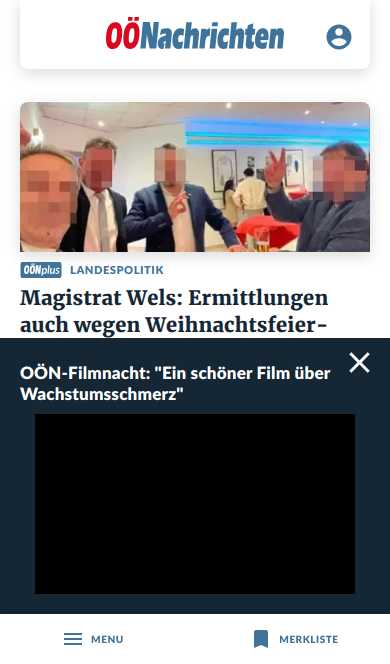 OÖNachrichten
OÖNplus LANDESPOLITIK
Magistrat Wels: Ermittlungen
auch wegen Weihnachtsfeier-
OÖN-Filmnacht: "Ein schöner Film über
Wachstumsschmerz"
MENU
MERKLISTE